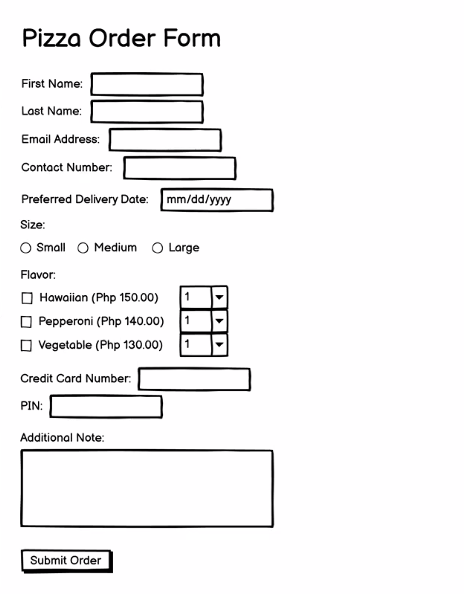 Pizza Order Form
First Name:
Last Name:
Email Address:
Contact Number:
Preferred Delivery Date: mm/dd/yyyy
Size:
Small Medium Large
Flavor:
Hawaiian (Php 150.00) 1
Pepperoni (Php 140.00) 1
Vegetable (Php 130.00) 1
Credit Card Number:
PIN:
Additional Note:
Submit Order